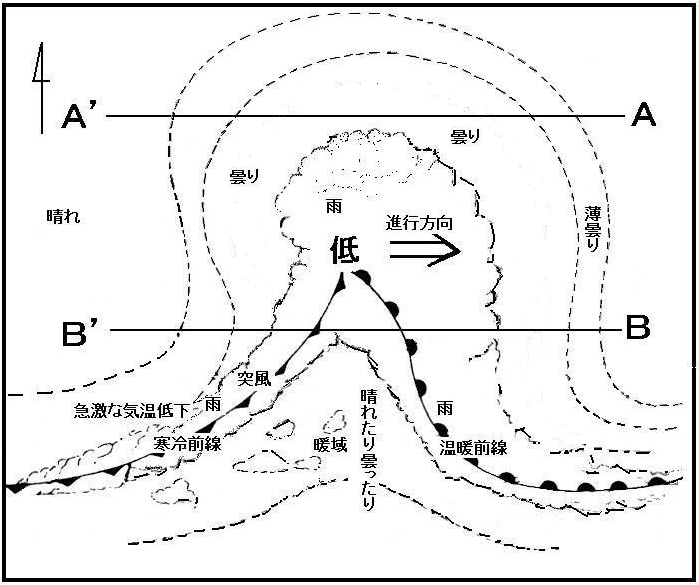 A’
A
曇り
曇り
晴れ
雨
進行方向
薄曇り
低
B’
B
突風
急激な気温低下
雨
晴れたり曇ったり
雨
寒冷前線
暖域
温暖前線